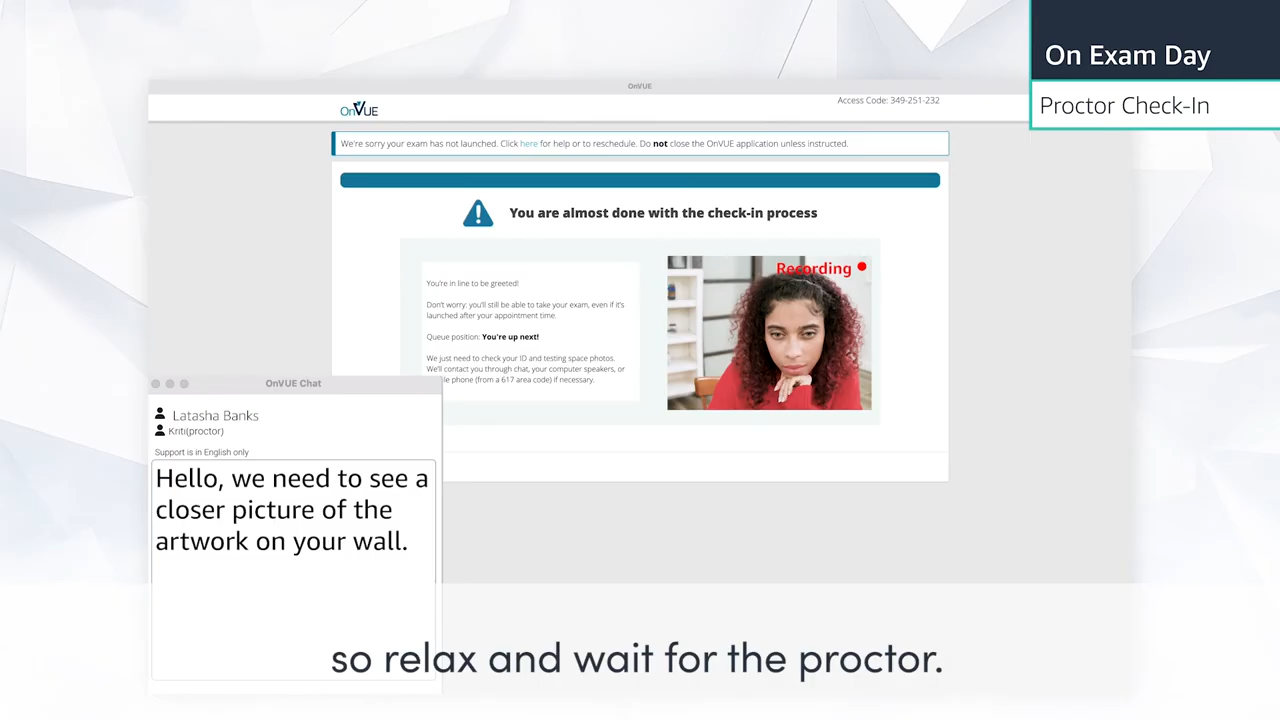 On Exam Day
Proctor Check-In
OnVUE
OnVUE
Access Code: 349-251-232
We're sorry your exam has not launched. Click here for help or to reschedule. Do not close the OnVUE application unless instructed.
You are almost done with the check-in process
You're in line to be greeted!
Don't worry: you'll still be able to take your exam, even if it's
launched after your appointment time.
Queue position: You're up next!
We just need to check your ID and testing space photos.
We'll contact you through chat, your computer speakers, or
phone (from a 617 area code) if necessary.
Recording
OnVUE Chat
Latasha Banks
Kriti(proctor)
Support is in English only
Hello, we need to see a
closer picture of the
artwork on your wall.
so relax and wait for the proctor.